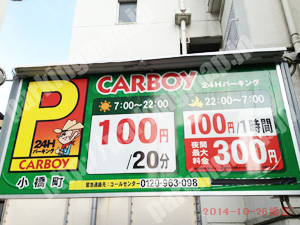 P
24H
パーキング
CARBOY
小橋町
CARBOY 24Hパーキング
7:00〜22:00
100円
/20分
22:00〜7:00
100円/1時間
夜間
最大
料金
300円
緊急連絡先：コールセンター 0120-963-098